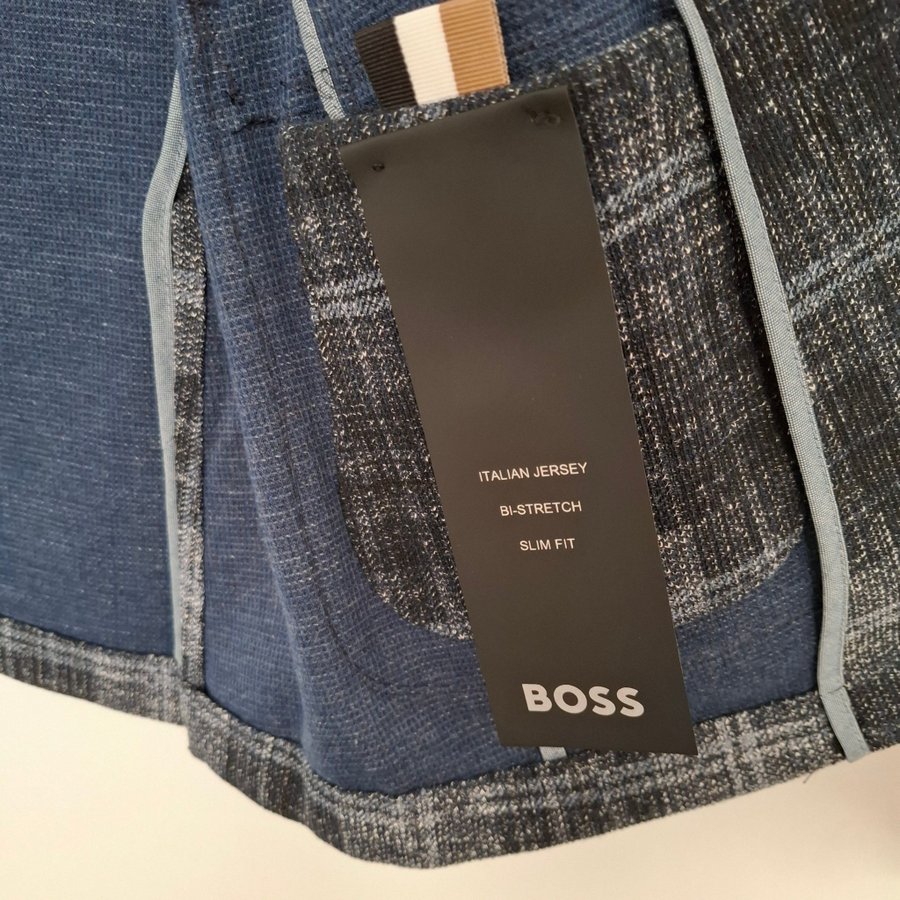 ITALIAN JERSEY
BI-STRETCH
SLIM FIT
BOSS